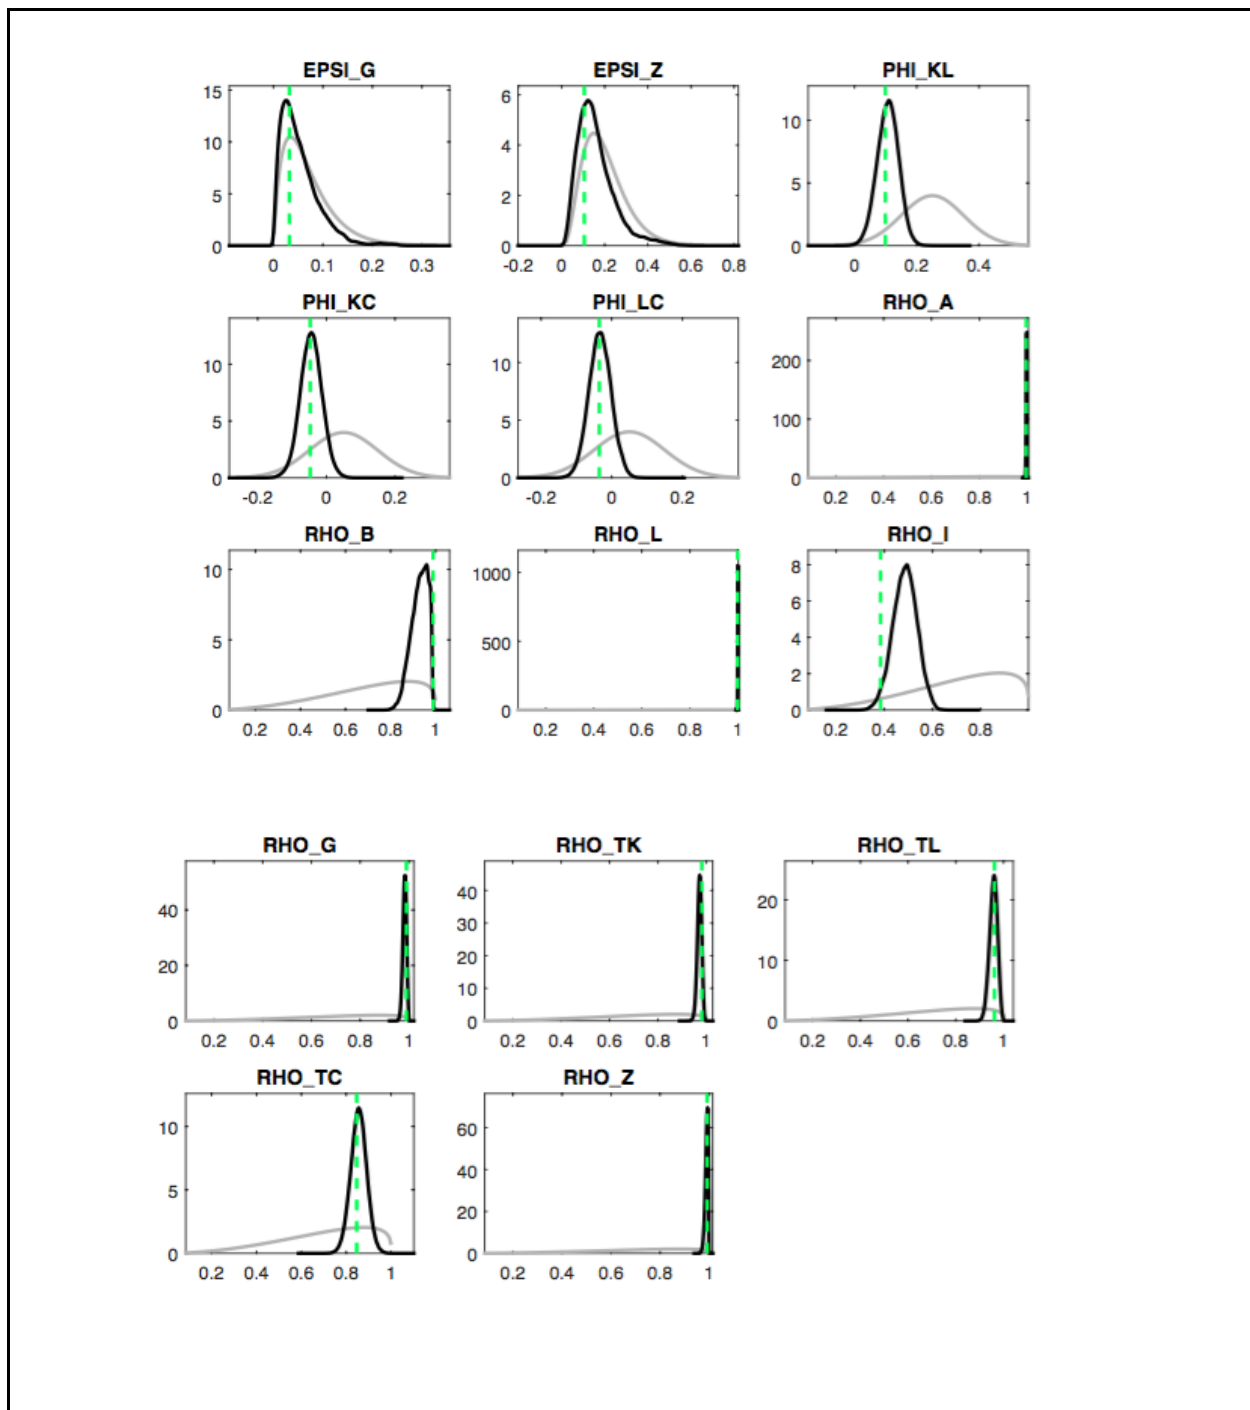 EPSI_G EPSI_Z PHI_KL
15 6
10
10 4
5
5 2
0 0 0
0 0.1 0.2 0.3 -0.2 0 0.2 0.4 0.6 0.8 0 0.2 0.4
PHI_KC PHI_LC RHO_A
10 10 200
5 5 100
0 0 0
-0.2 0 0.2 -0.2 0 0.2 0.2 0.4 0.6 0.8 1
RHO_B RHO_L RHO_I
10 1000 8
6
5 500 4
2
0 0 0
0.2 0.4 0.6 0.8 1 0.2 0.4 0.6 0.8 1 0.2 0.4 0.6 0.8
RHO_G RHO_TK RHO_TL
40 40 20
30
20 20 10
10
0 0 0
0.2 0.4 0.6 0.8 1 0.2 0.4 0.6 0.8 1 0.2 0.4 0.6 0.8 1
RHO_TC RHO_Z
10 60
40
5 20
0 0
0.2 0.4 0.6 0.8 1 0.2 0.4 0.6 0.8 1